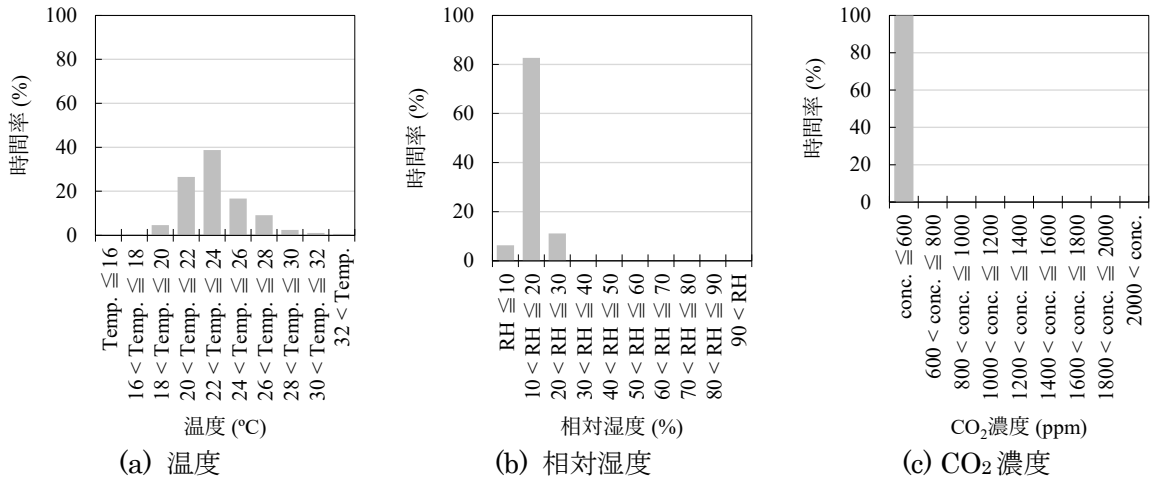 100
80
60
40
20
0
時間率 (%)
Temp. ≦ 16
16 < Temp. ≦ 18
18 < Temp. ≦ 20
20 < Temp. ≦ 22
22 < Temp. ≦ 24
24 < Temp. ≦ 26
26 < Temp. ≦ 28
28 < Temp. ≦ 30
30 < Temp. ≦ 32
32 < Temp.
温度 (ºC)
(a) 温度
100
80
60
40
20
0
時間率 (%)
RH ≦ 10
10 < RH ≦ 20
20 < RH ≦ 30
30 < RH ≦ 40
40 < RH ≦ 50
50 < RH ≦ 60
60 < RH ≦ 70
70 < RH ≦ 80
80 < RH ≦ 90
90 < RH
相対湿度 (%)
(b) 相対湿度
100
80
60
40
20
0
時間率 (%)
conc. ≦ 600
600 < conc. ≦ 800
800 < conc. ≦ 1000
1000 < conc. ≦ 1200
1200 < conc. ≦ 1400
1400 < conc. ≦ 1600
1600 < conc. ≦ 1800
1800 < conc. ≦ 2000
2000 < conc.
CO₂濃度 (ppm)
(c) CO₂ 濃度